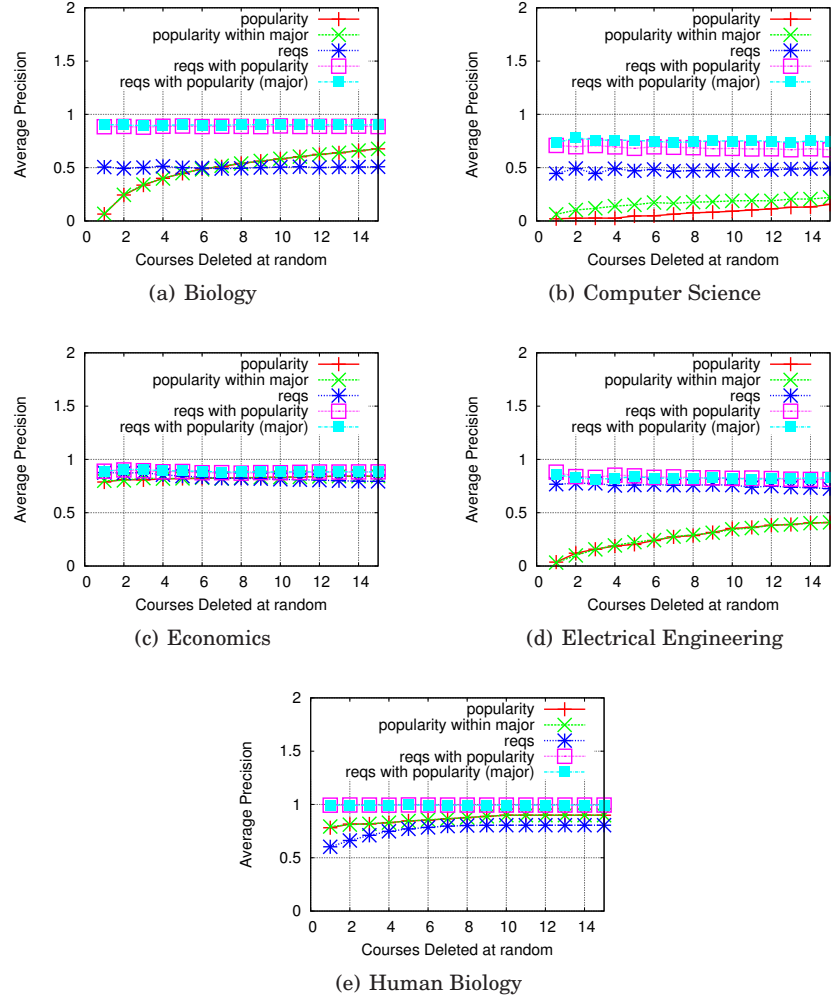 2
popularity
popularity within major
1.5
reqs
reqs with popularity
reqs with popularity (major)
1
0.5
0
Average Precision
0 2 4 6 8 10 12 14
Courses Deleted at random
(a) Biology
2
popularity
popularity within major
1.5
reqs
reqs with popularity
reqs with popularity (major)
1
0.5
0
Average Precision
0 2 4 6 8 10 12 14
Courses Deleted at random
(b) Computer Science
2
popularity
popularity within major
1.5
reqs
reqs with popularity
reqs with popularity (major)
1
0.5
0
Average Precision
0 2 4 6 8 10 12 14
Courses Deleted at random
(c) Economics
2
popularity
popularity within major
1.5
reqs
reqs with popularity
reqs with popularity (major)
1
0.5
0
Average Precision
0 2 4 6 8 10 12 14
Courses Deleted at random
(d) Electrical Engineering
2
popularity
popularity within major
1.5
reqs
reqs with popularity
reqs with popularity (major)
1
0.5
0
Average Precision
0 2 4 6 8 10 12 14
Courses Deleted at random
(e) Human Biology